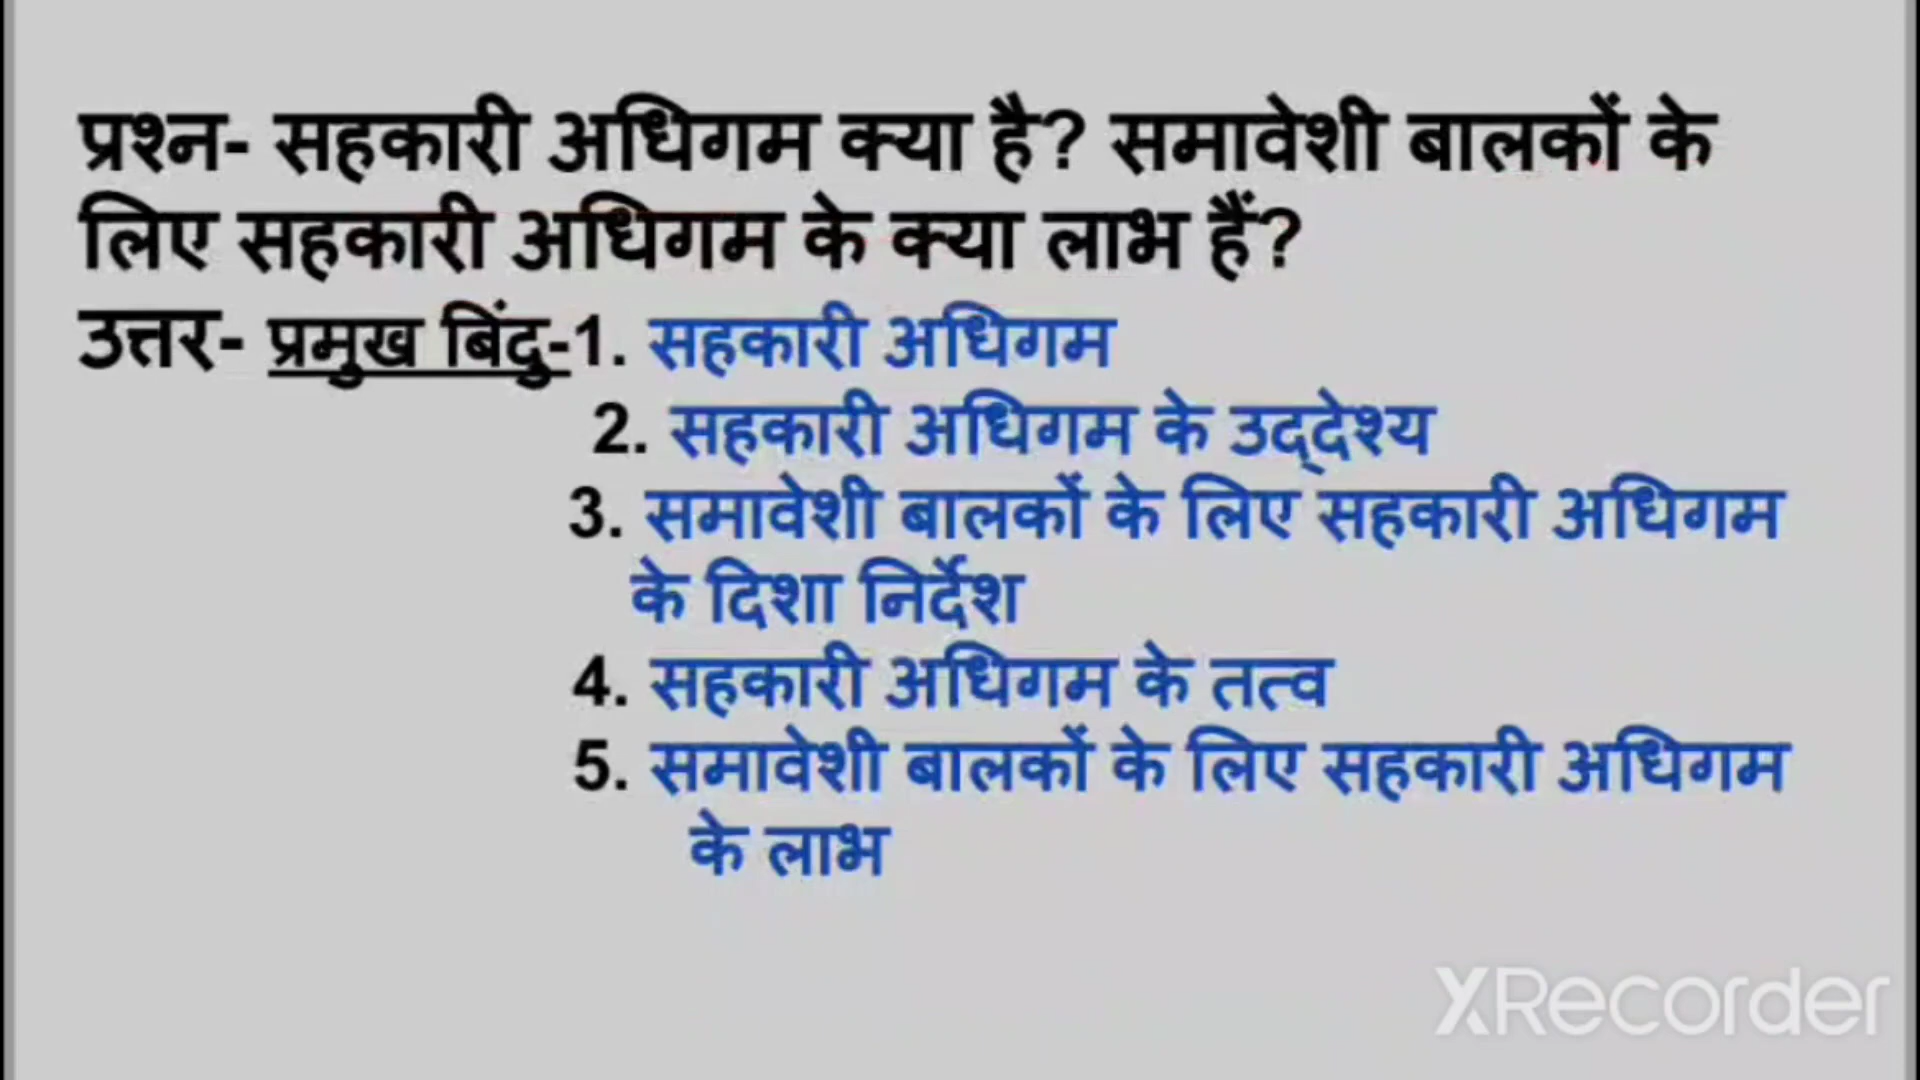 प्रश्न- सहकारी अधिगम क्या है? समावेशी बालकों के
लिए सहकारी अधिगम के क्या लाभ हैं?
उत्तर- प्रमुख बिंदु-1. सहकारी अधिगम
2. सहकारी अधिगम के उद्देश्य
3. समावेशी बालकों के लिए सहकारी अधिगम
के दिशा निर्देश
4. सहकारी अधिगम के तत्व
5. समावेशी बालकों के लिए सहकारी अधिगम
के लाभ
XRecorder